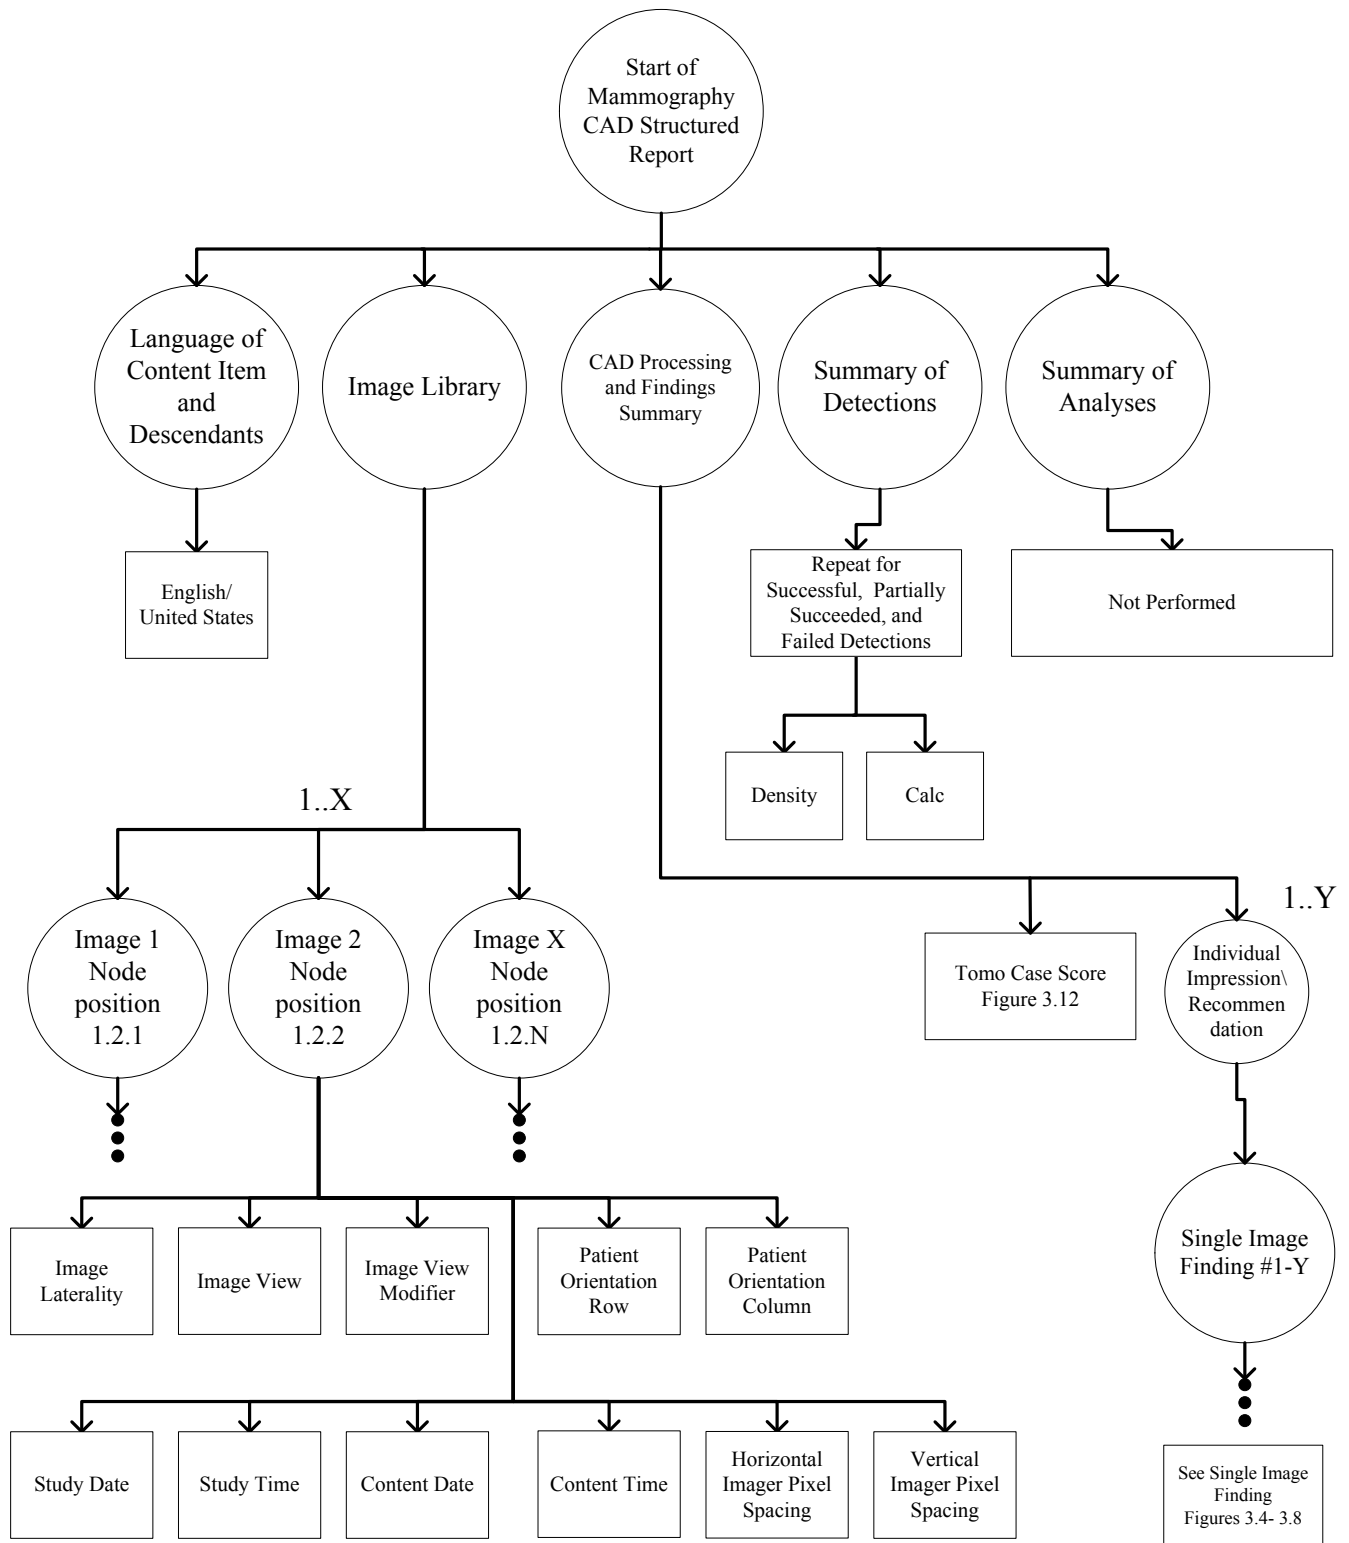 Start of
Mammography
CAD Structured
Report
Language of
Content Item
and
Descendants
Image Library
CAD Processing
and Findings
Summary
Summary of
Detections
Summary of
Analyses
English/
United States
Repeat for
Successful, Partially
Succeeded, and
Failed Detections
Not Performed
Density
Calc
1..X
1..Y
Image 1
Node
position
1.2.1
Image 2
Node
position
1.2.2
Image X
Node
position
1.2.N
Tomo Case Score
Figure 3.12
Individual
Impression\
Recommen
dation
Single Image
Finding #1-Y
Image
Laterality
Image View
Image View
Modifier
Patient
Orientation
Row
Patient
Orientation
Column
Study Date
Study Time
Content Date
Content Time
Horizontal
Imager Pixel
Spacing
Vertical
Imager Pixel
Spacing
See Single Image
Finding
Figures 3.4- 3.8